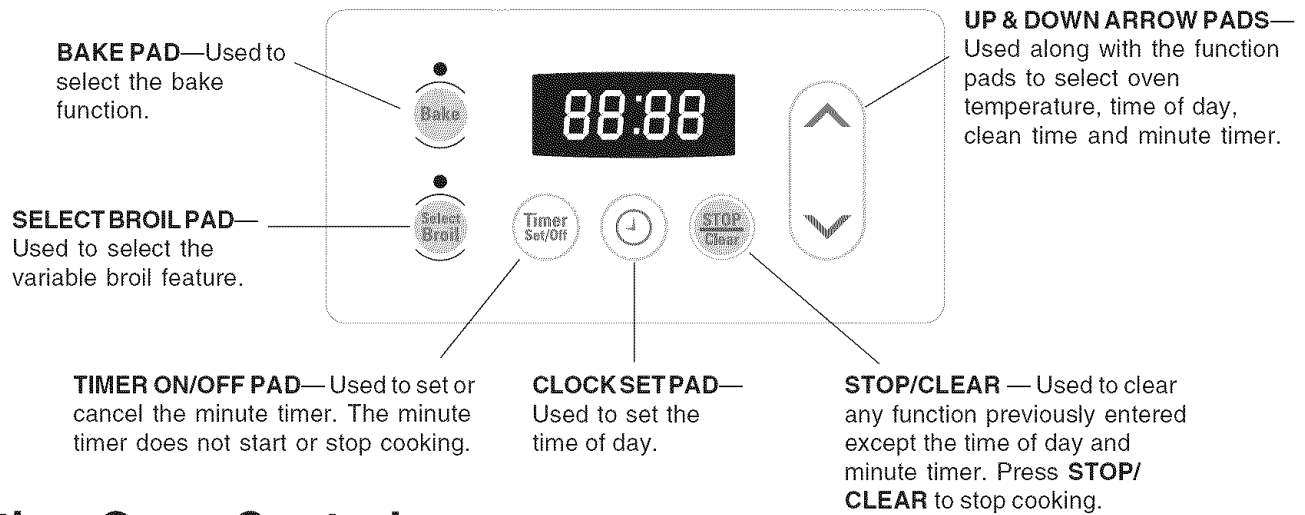 BAKE PAD—Used to
select the bake
function.
UP & DOWN ARROW PADS—
Used along with the function
pads to select oven
temperature, time of day,
clean time and minute timer.
Bake
88:88
SELECT BROIL PAD—
Used to select the
variable broil feature.
Select
Broil
Timer
Set/Off
STOP
Clear
TIMER ON/OFF PAD— Used to set or
cancel the minute timer. The minute
timer does not start or stop cooking.
CLOCK SET PAD—
Used to set the
time of day.
STOP/CLEAR — Used to clear
any function previously entered
except the time of day and
minute timer. Press STOP/
CLEAR to stop cooking.